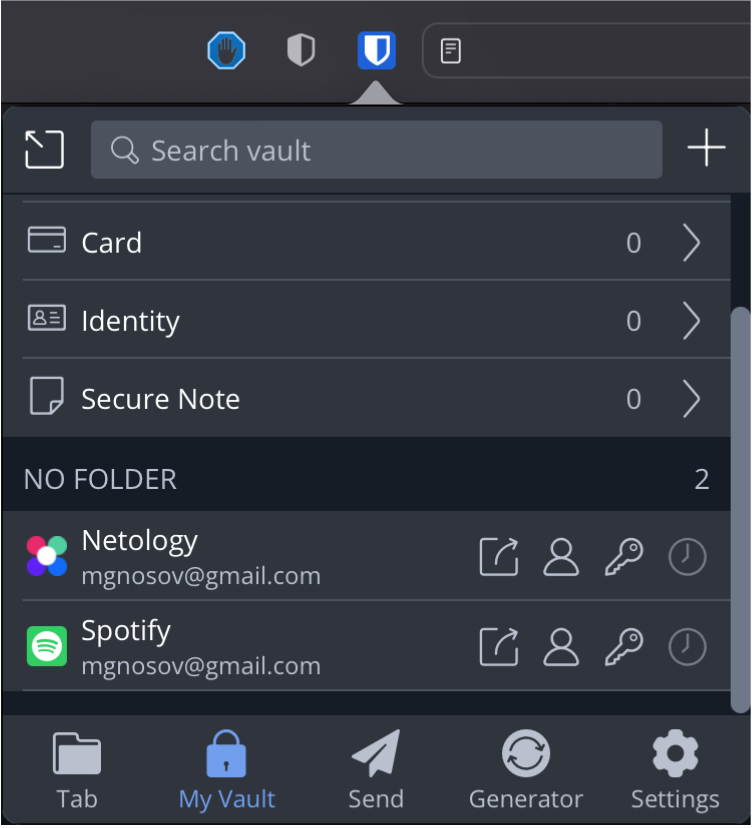 Search vault
Card 0
Identity 0
Secure Note 0
NO FOLDER 2
Netology
mgnosov@gmail.com
Spotify
mgnosov@gmail.com
Tab My Vault Send Generator Settings